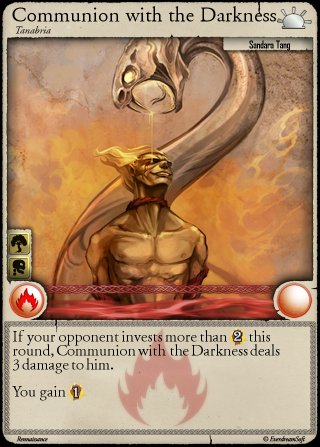 Communion with the Darkness
Tanabria
Sandara Tang
If your opponent invests more than 2 this
round, Communion with the Darkness deals
3 damage to him.
You gain 1
Rennaissance
© EverdreamSoft